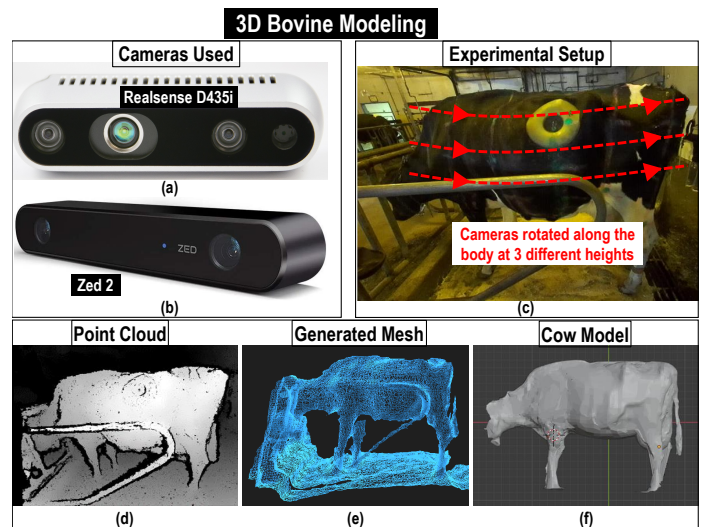 3D Bovine Modeling
Cameras Used
Realsense D435i
(a)
ZED
Zed 2
(b)
Experimental Setup
Cameras rotated along the
body at 3 different heights
(c)
Point Cloud
(d)
Generated Mesh
(e)
Cow Model
(f)